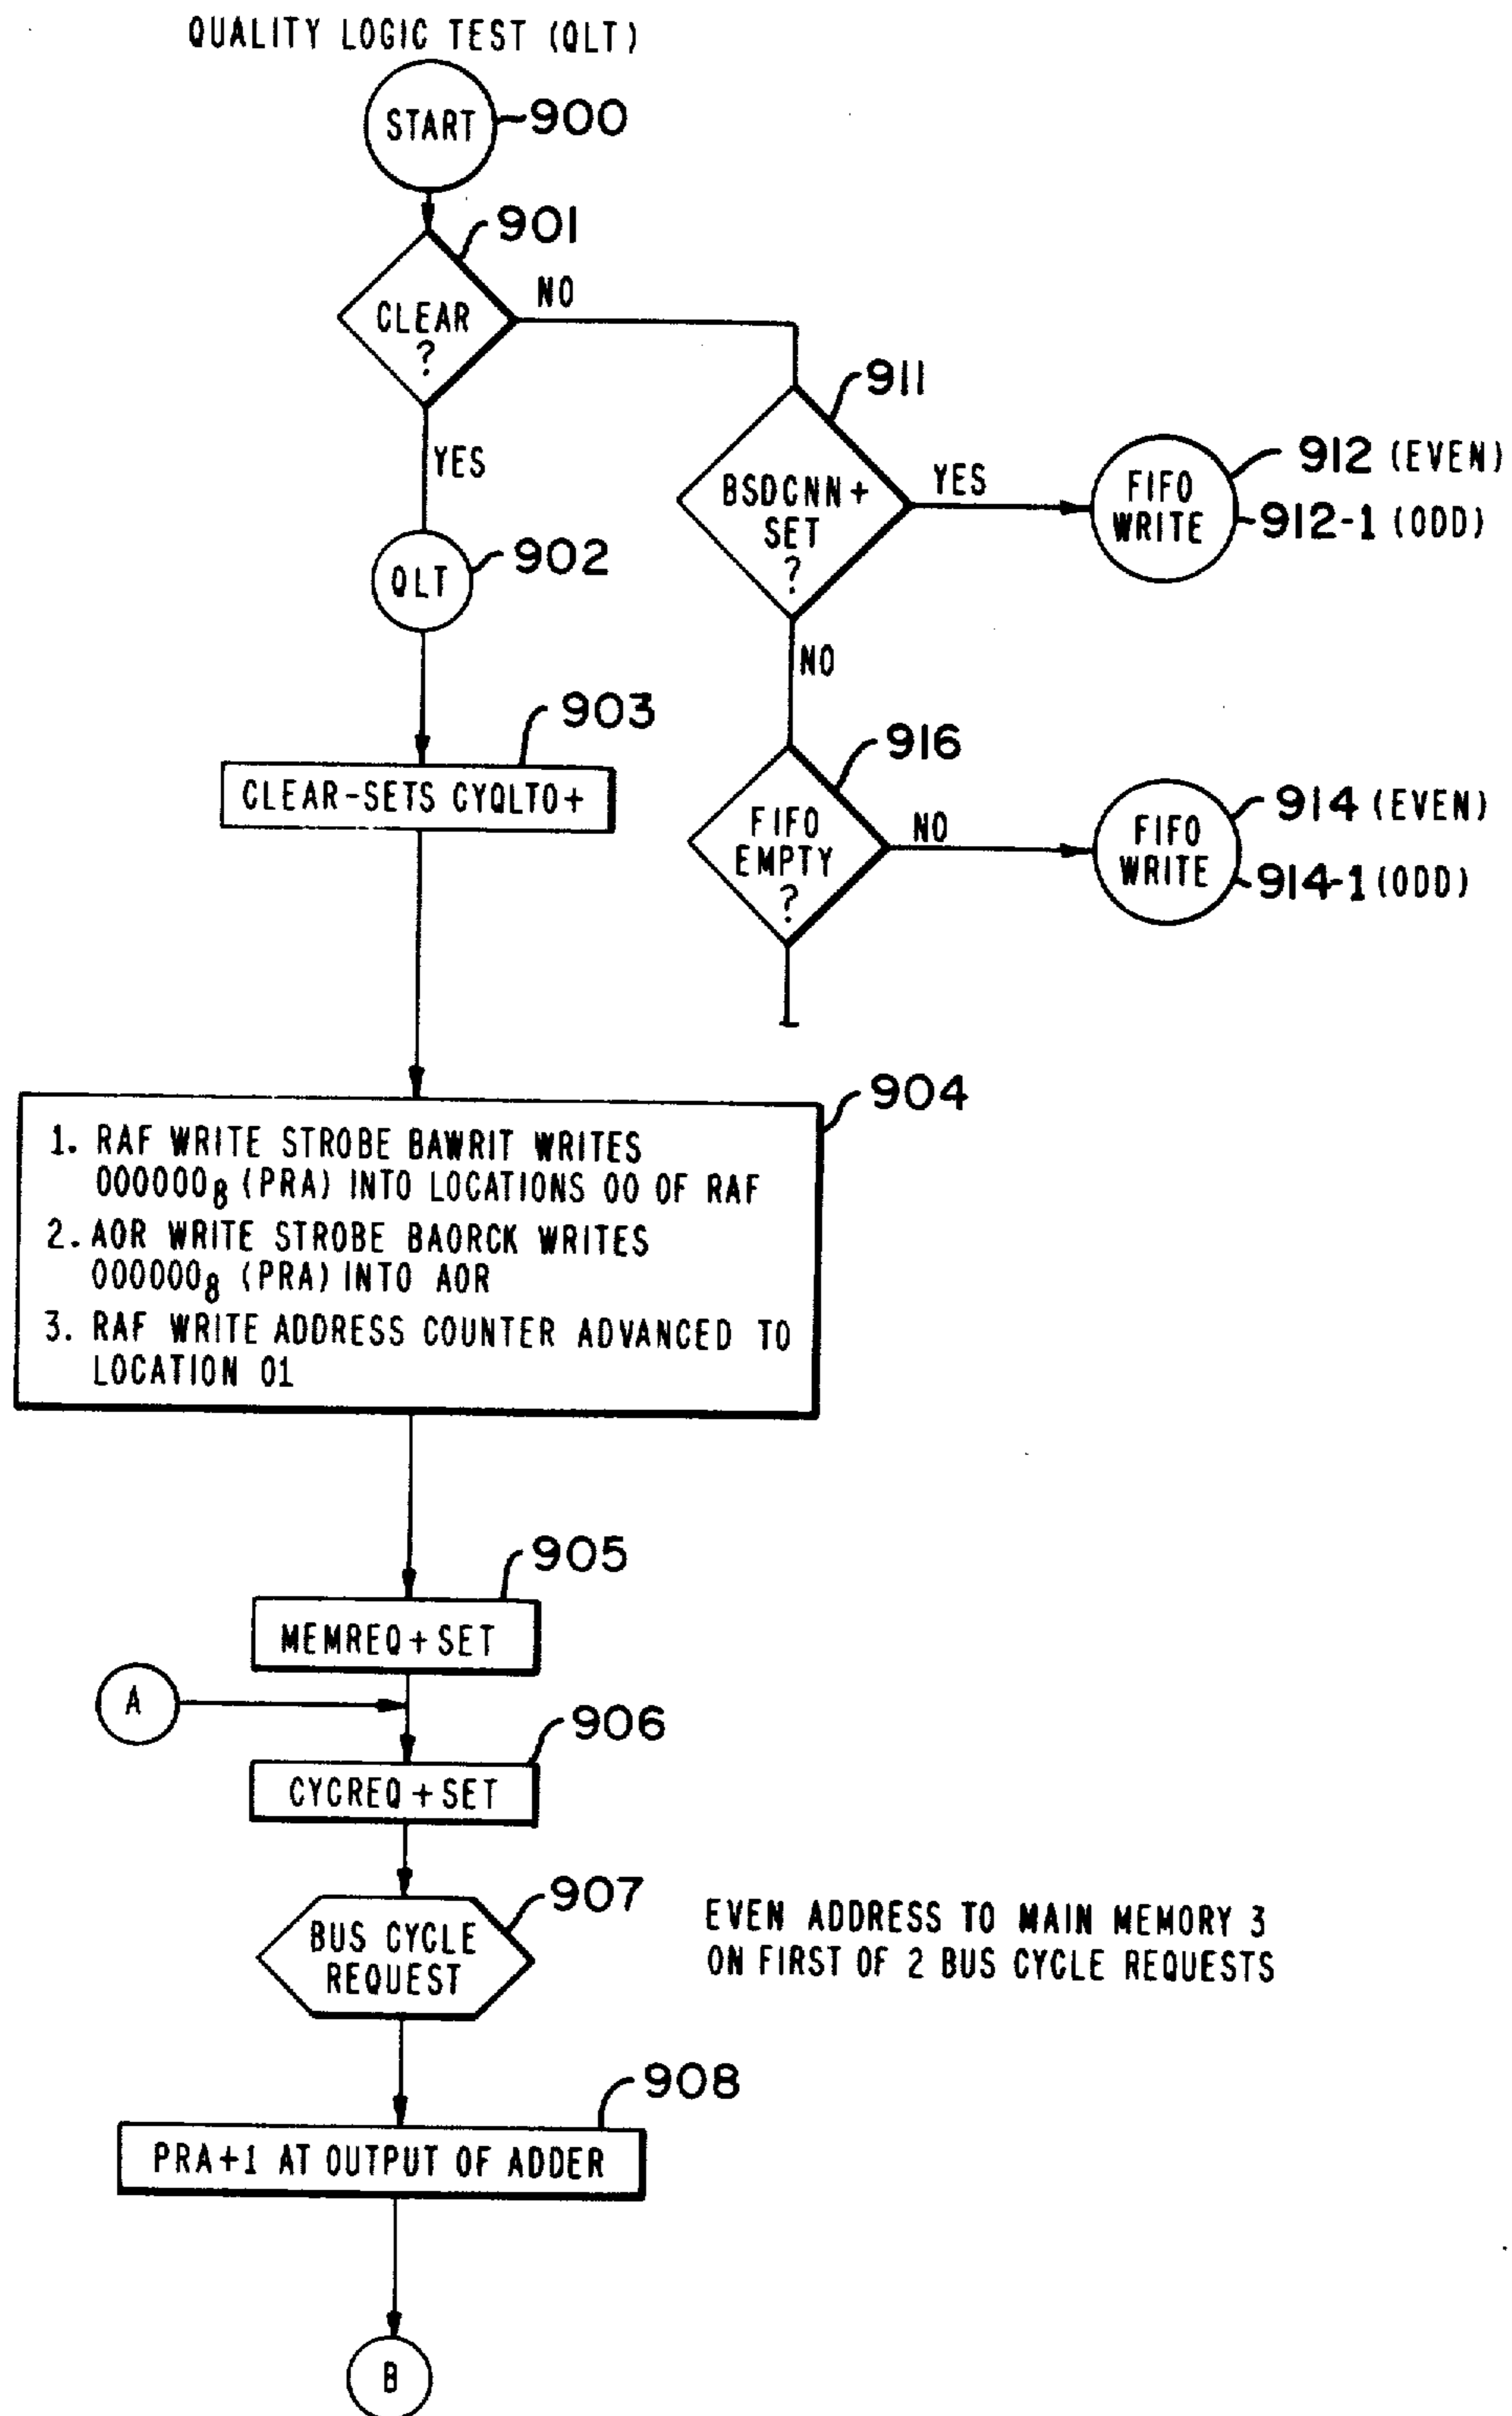 QUALITY LOGIC TEST (QLT)
START
900
901
CLEAR
?
NO
YES
911
BSDCNN+
SET
?
YES
FIFO
WRITE
912 (EVEN)
912-1 (ODD)
NO
QLT
902
903
CLEAR-SETS CYQLTO+
916
FIFO
EMPTY
?
NO
FIFO
WRITE
914 (EVEN)
914-1 (ODD)
904
1. RAF WRITE STROBE BAWRIT WRITES
000000₈ (PRA) INTO LOCATIONS 00 OF RAF
2. AOR WRITE STROBE BAORCK WRITES
000000₈ (PRA) INTO AOR
3. RAF WRITE ADDRESS COUNTER ADVANCED TO
LOCATION 01
905
MEMREQ+SET
A
906
CYCREQ+SET
907
BUS CYCLE
REQUEST
EVEN ADDRESS TO MAIN MEMORY 3
ON FIRST OF 2 BUS CYCLE REQUESTS
908
PRA+1 AT OUTPUT OF ADDER
B